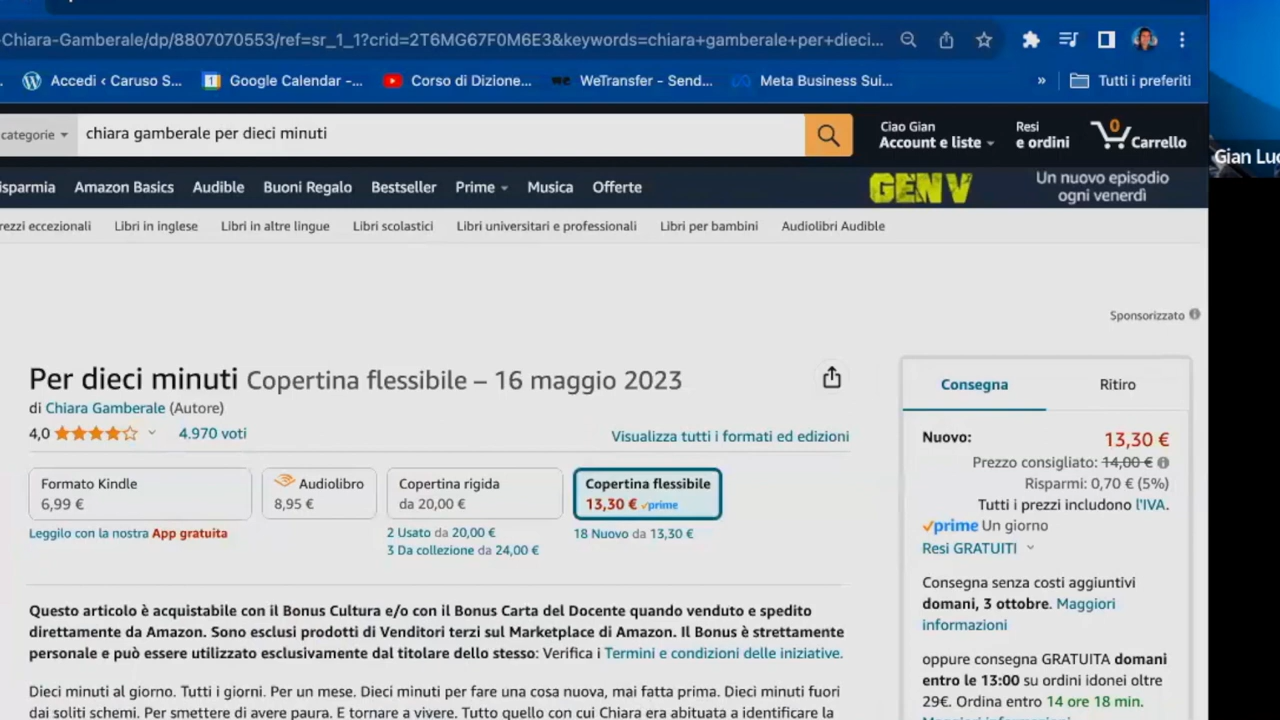 -Chiara-Gamberale/dp/8807070553/ref=sr_1_1?crid=2T6MG67F0M6E3&keywords=chiara+gamberale+per+dieci...
Accedi ‹ Caruso S...
1
Google Calendar -...
Corso di Dizione...
we
WeTransfer - Send...
Meta Business Sui...
»
Tutti i preferiti
categorie
chiara gamberale per dieci minuti
Ciao Gian
Account e liste
Resi
e ordini
0
Carrello
Gian Luc
isparmia
Amazon Basics
Audible
Buoni Regalo
Bestseller
Prime
Musica
Offerte
GEN V
Un nuovo episodio
ogni venerdì
rezzi eccezionali
Libri in inglese
Libri in altre lingue
Libri scolastici
Libri universitari e professionali
Libri per bambini
Audiolibri Audible
Sponsorizzato
Per dieci minuti Copertina flessibile – 16 maggio 2023
di Chiara Gamberale (Autore)
4,0
4.970 voti
Visualizza tutti i formati ed edizioni
Formato Kindle
6,99 €
Leggilo con la nostra App gratuita
Audiolibro
8,95 €
Copertina rigida
da 20,00 €
2 Usato da 20,00 €
3 Da collezione da 24,00 €
Copertina flessibile
13,30 € prime
18 Nuovo da 13,30 €
Questo articolo è acquistabile con il Bonus Cultura e/o con il Bonus Carta del Docente quando venduto e spedito
direttamente da Amazon. Sono esclusi prodotti di Venditori terzi sul Marketplace di Amazon. Il Bonus è strettamente
personale e può essere utilizzato esclusivamente dal titolare dello stesso: Verifica i Termini e condizioni delle iniziative.
Dieci minuti al giorno. Tutti i giorni. Per un mese. Dieci minuti per fare una cosa nuova, mai fatta prima. Dieci minuti fuori
dai soliti schemi. Per smettere di avere paura. E tornare a vivere. Tutto quello con cui Chiara era abituata a identificare la
Consegna
Ritiro
Nuovo:
13,30 €
Prezzo consigliato: 14,00 €
Risparmi: 0,70 € (5%)
Tutti i prezzi includono l'IVA.
prime Un giorno
Resi GRATUITI
Consegna senza costi aggiuntivi
domani, 3 ottobre. Maggiori
informazioni
oppure consegna GRATUITA domani
entro le 13:00 su ordini idonei oltre
29€. Ordina entro 14 ore 18 min.
Maggiori informazioni